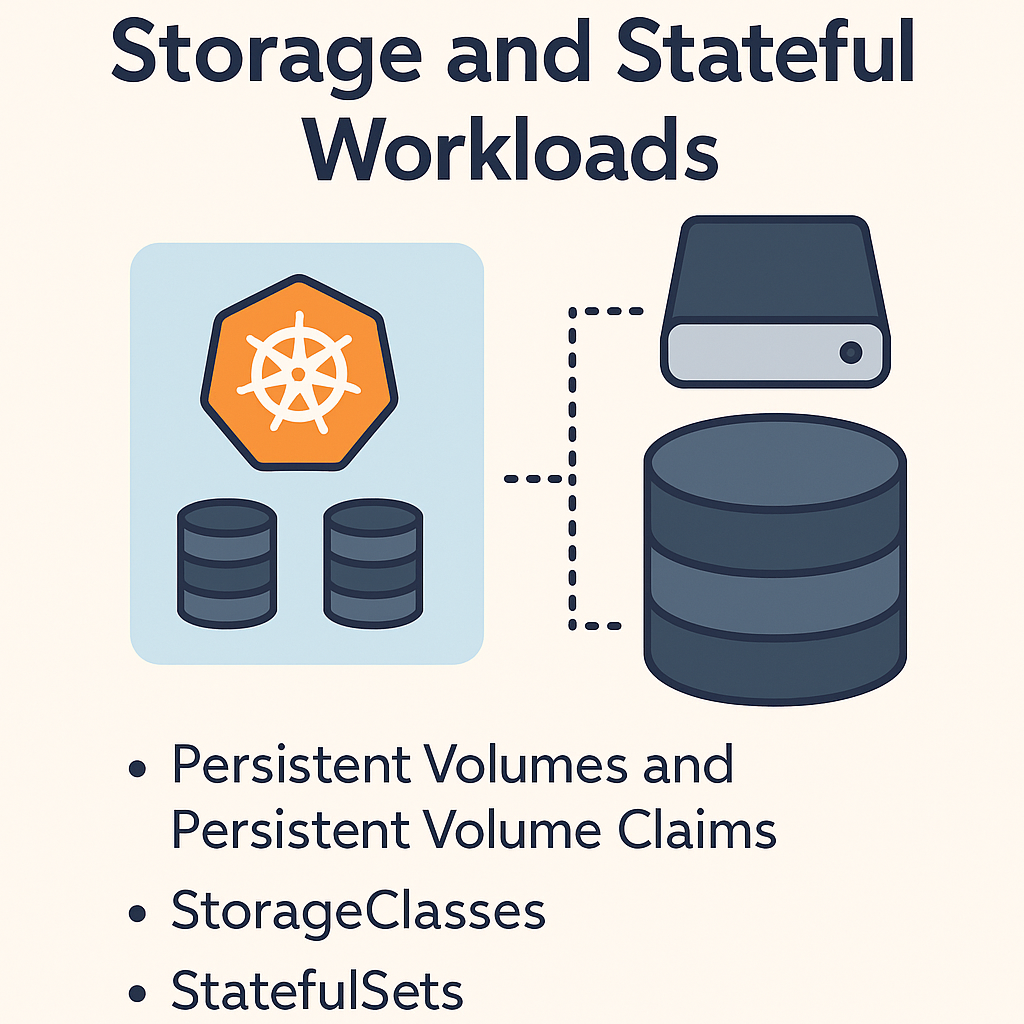 Storage and Stateful
Workloads
• Persistent Volumes and
Persistent Volume Claims
• StorageClasses
• StatefulSets